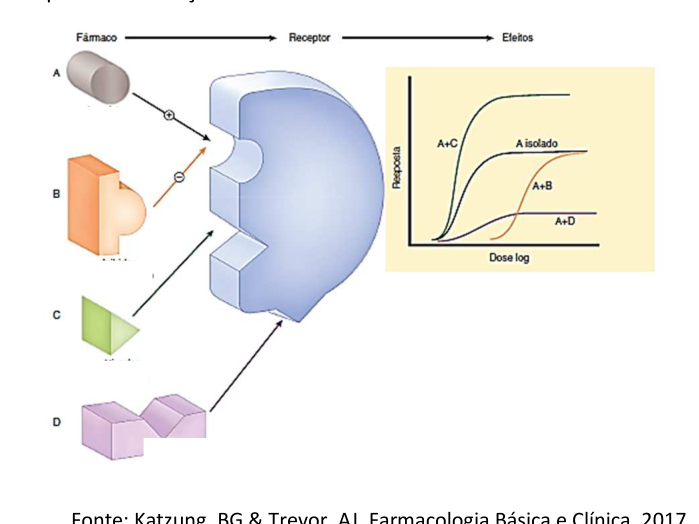 Fármaco Receptor Efeitos
A
B
C
D
+
−
Resposta
A+C
A isolado
A+B
A+D
Dose log
Fonte: Katzung, BG & Trevor, AJ. Farmacologia Básica e Clínica, 2017